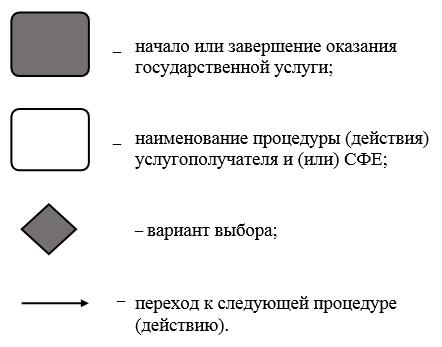 – начало или завершение оказания
государственной услуги;
– наименование процедуры (действия)
услугополучателя и (или) СФЕ;
– вариант выбора;
– переход к следующей процедуре
(действию).